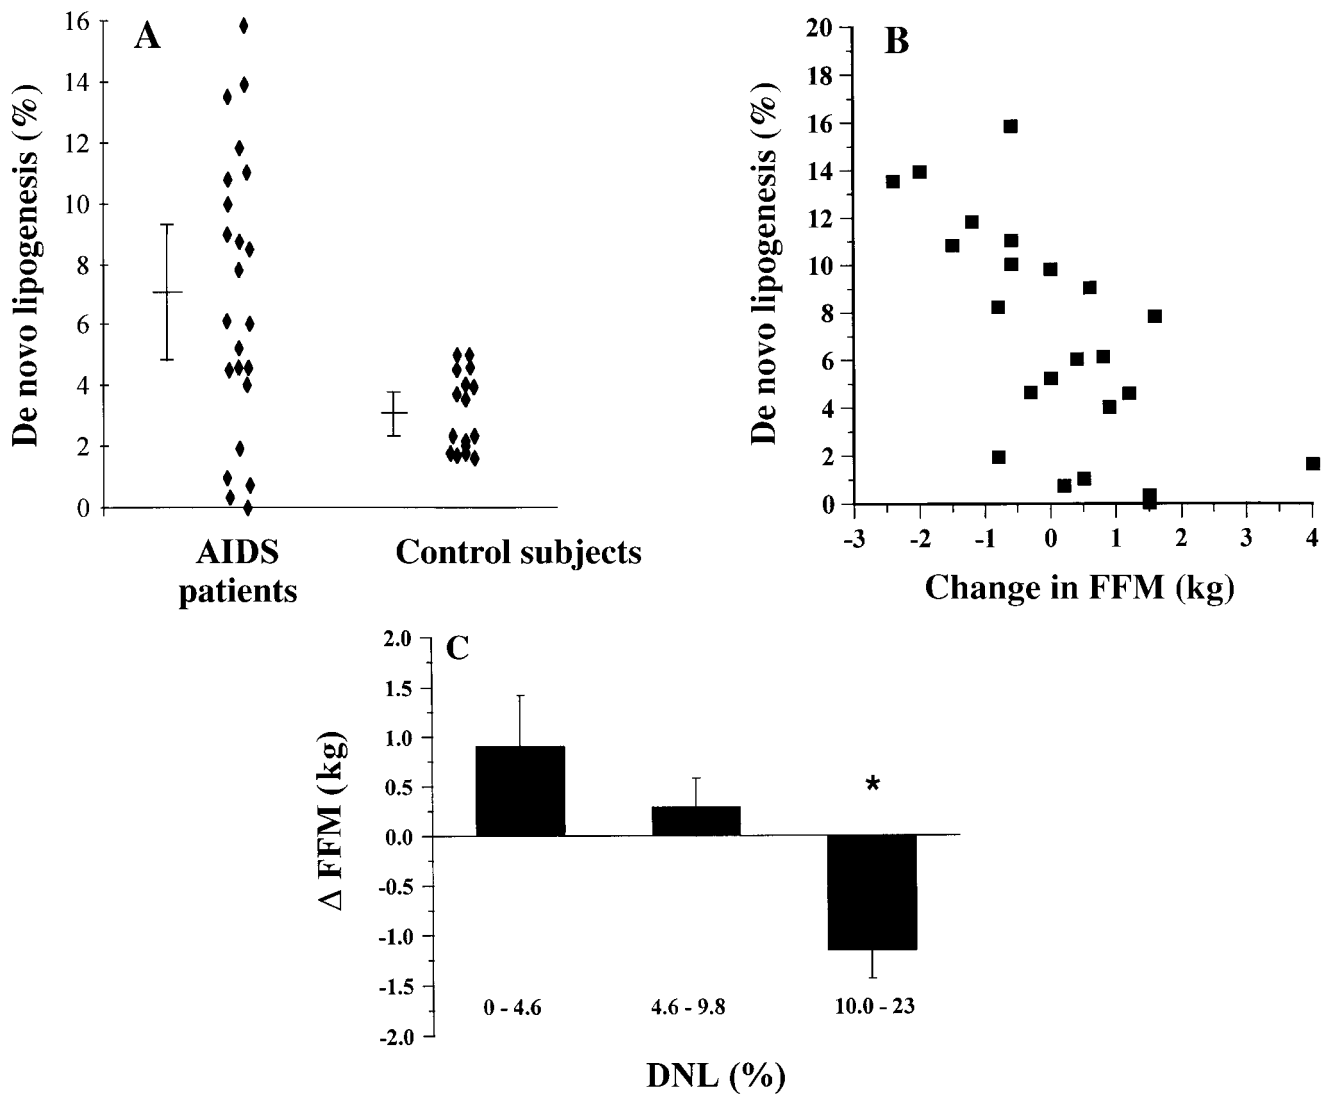 A
De novo lipogenesis (%)
16
14
12
10
8
6
4
2
0
AIDS
patients
Control subjects
B
De novo lipogenesis (%)
20
18
16
14
12
10
8
6
4
2
0
-3 -2 -1 0 1 2 3 4
Change in FFM (kg)
C
Δ FFM (kg)
2.0
1.5
1.0
0.5
0.0
-0.5
-1.0
-1.5
-2.0
*
0 - 4.6 4.6 - 9.8 10.0 - 23
DNL (%)